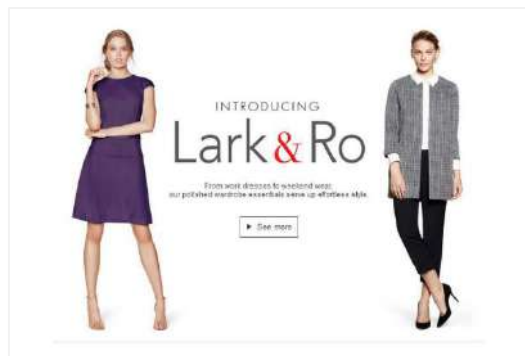 INTRODUCING
Lark & Ro
From work dresses to weekend wear,
our polished wardrobe essentials serve up effortless style.
See more